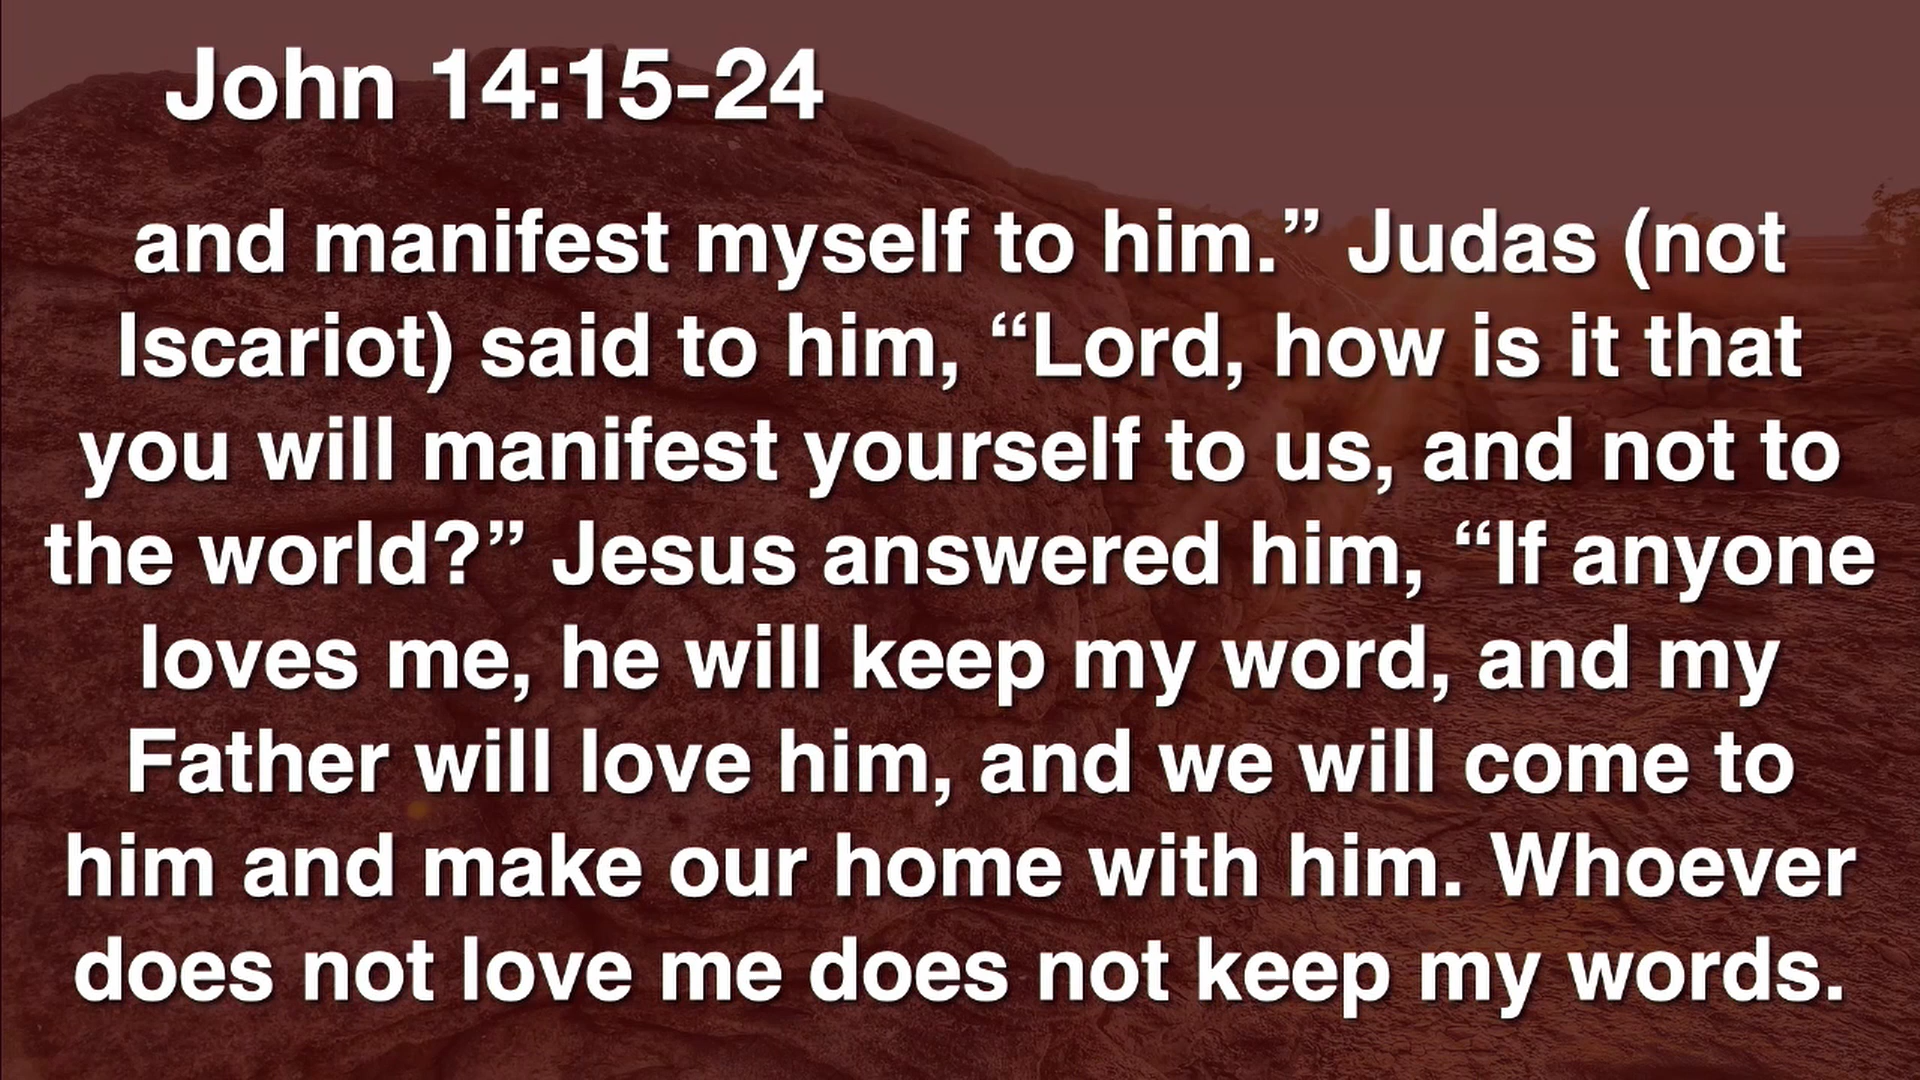 John 14:15-24
and manifest myself to him.” Judas (not
Iscariot) said to him, “Lord, how is it that
you will manifest yourself to us, and not to
the world?” Jesus answered him, “If anyone
loves me, he will keep my word, and my
Father will love him, and we will come to
him and make our home with him. Whoever
does not love me does not keep my words.